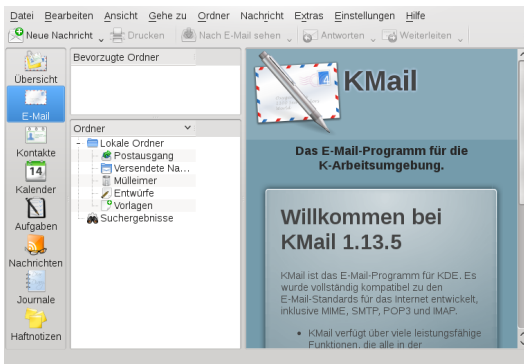 Datei Bearbeiten Ansicht Gehe zu Ordner Nachricht Extras Einstellungen Hilfe
Neue Nachricht Drucken Nach E-Mail sehen Antworten Weiterleiten
Übersicht
E-Mail
Kontakte
14
Kalender
Aufgaben
Nachrichten
Journale
Haftnotizen
Bevorzugte Ordner
Ordner
Lokale Ordner
Postausgang
Versendete Na...
Mülleimer
Entwürfe
Vorlagen
Suchergebnisse
KMail
Das E-Mail-Programm für die
K-Arbeitsumgebung.
Willkommen bei
KMail 1.13.5
KMail ist das E-Mail-Programm für KDE. Es
wurde vollständig kompatibel zu den
E-Mail-Standards für das Internet entwickelt,
inklusive MIME, SMTP, POP3 und IMAP.
• KMail verfügt über viele leistungsfähige
Funktionen, die alle in der